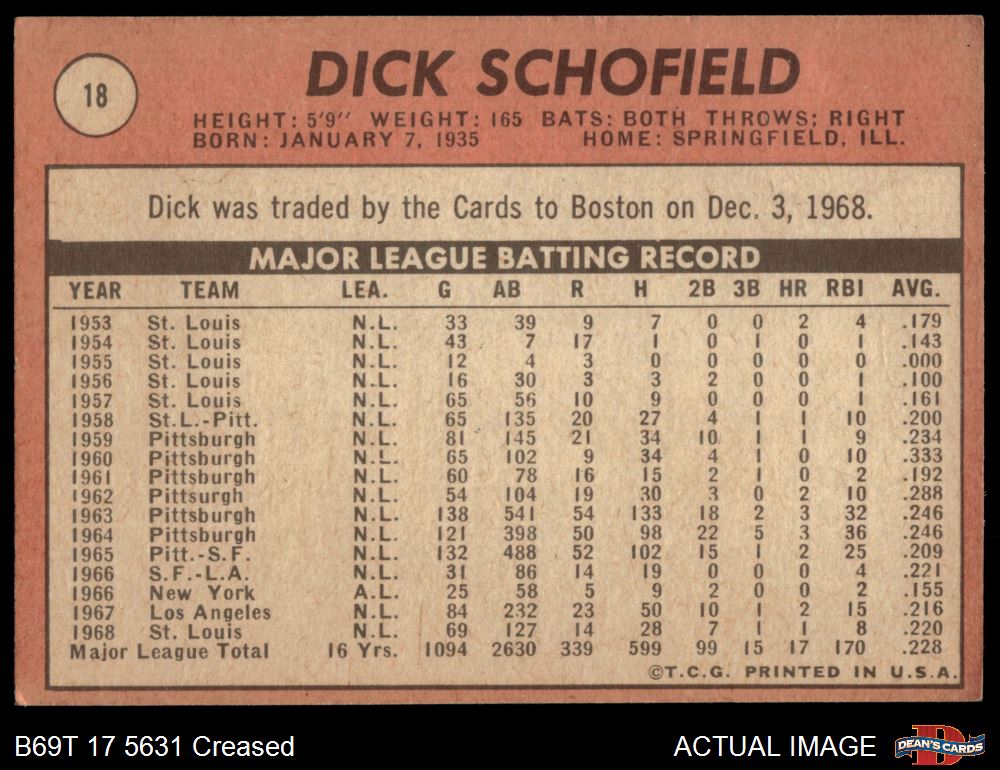 18
DICK SCHOFIELD
HEIGHT: 5'9" WEIGHT: 165 BATS: BOTH THROWS; RIGHT
BORN: JANUARY 7, 1935 HOME: SPRINGFIELD, ILL.
Dick was traded by the Cards to Boston on Dec. 3, 1968.
MAJOR LEAGUE BATTING RECORD
YEAR TEAM LEA. G AB R H 2B 3B HR RBI AVG.
1953 St. Louis N.L. 33 39 9 7 0 0 2 4 .179
1954 St. Louis N.L. 43 7 17 1 0 1 0 1 .143
1955 St. Louis N.L. 12 4 3 0 0 0 0 0 .000
1956 St. Louis N.L. 16 30 3 3 2 0 0 1 .100
1957 St. Louis N.L. 65 56 10 9 0 0 0 1 .161
1958 St.L.-Pitt. N.L. 65 135 20 27 4 1 1 10 .200
1959 Pittsburgh N.L. 81 145 21 34 10 1 1 9 .234
1960 Pittsburgh N.L. 65 102 9 34 4 1 0 10 .333
1961 Pittsburgh N.L. 60 78 16 15 2 1 0 2 .192
1962 Pittsurgh N.L. 54 104 19 30 3 0 2 10 .288
1963 Pittsburgh N.L. 138 541 54 133 18 2 3 32 .246
1964 Pittsburgh N.L. 121 398 50 98 22 5 3 36 .246
1965 Pitt.-S.F. N.L. 132 488 52 102 15 1 2 25 .209
1966 S.F.-L.A. N.L. 31 86 14 19 0 0 0 4 .221
1966 New York A.L. 25 58 5 9 2 0 0 2 .155
1967 Los Angeles N.L. 84 232 23 50 10 1 2 15 .216
1968 St. Louis N.L. 69 127 14 28 7 1 1 8 .220
Major League Total 16 Yrs. 1094 2630 339 599 99 15 17 170 .228
©T.C.G. PRINTED IN U.S.A.
B69T 17 5631 Creased ACTUAL IMAGE DEAN'S CARDS